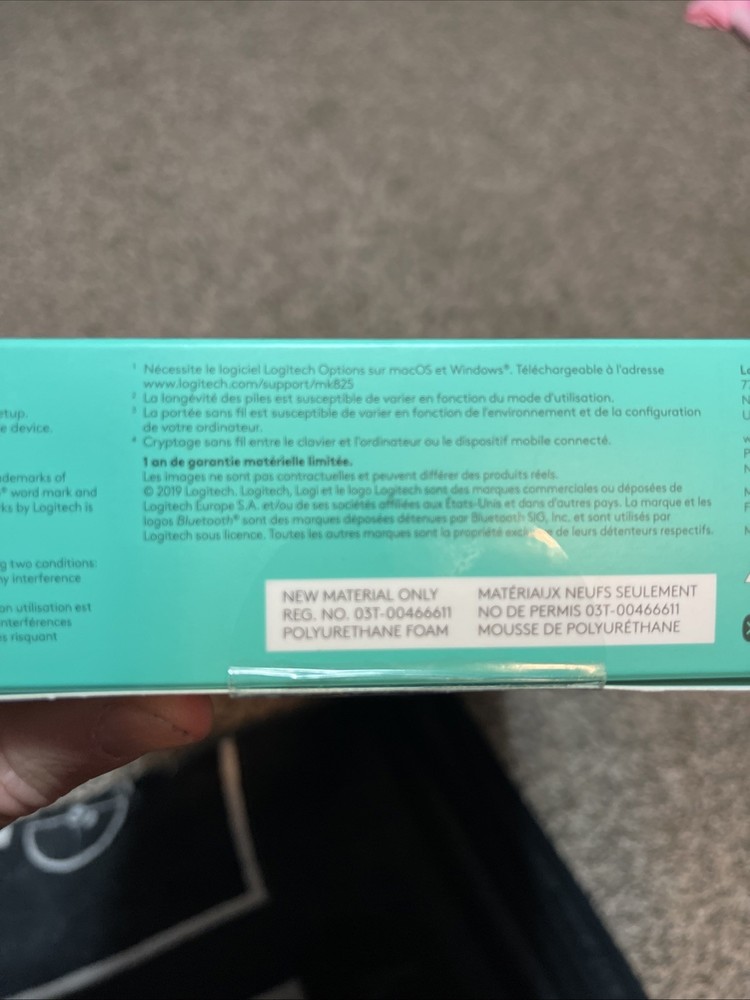 ¹ Nécessite le logiciel Logitech Options sur macOS et Windows®. Téléchargeable à l'adresse
www.logitech.com/support/mk825
² La longévité des piles est susceptible de varier en fonction du mode d'utilisation.
³ La portée sans fil est susceptible de varier en fonction de l'environnement et de la configuration
de votre ordinateur.
⁴ Cryptage sans fil entre le clavier et l'ordinateur ou le dispositif mobile connecté.
1 an de garantie matérielle limitée.
Les images ne sont pas contractuelles et peuvent différer des produits réels.
© 2019 Logitech. Logitech, Logi et le logo Logitech sont des marques commerciales ou déposées de
Logitech Europe S.A. et/ou de ses sociétés affiliées aux États-Unis et dans d'autres pays. La marque et les
logos Bluetooth® sont des marques déposées détenues par Bluetooth SIG, Inc. et sont utilisés par
Logitech sous licence. Toutes les autres marques sont la propriété exclusive de leurs détenteurs respectifs.
etup.
e device.
demarks of
® word mark and
ks by Logitech is
g two conditions:
y interference
on utilisation est
nterférences
s risquant
NEW MATERIAL ONLY
REG. NO. 03T-00466611
POLYURETHANE FOAM
MATÉRIAUX NEUFS SEULEMENT
NO DE PERMIS 03T-00466611
MOUSSE DE POLYURÉTHANE